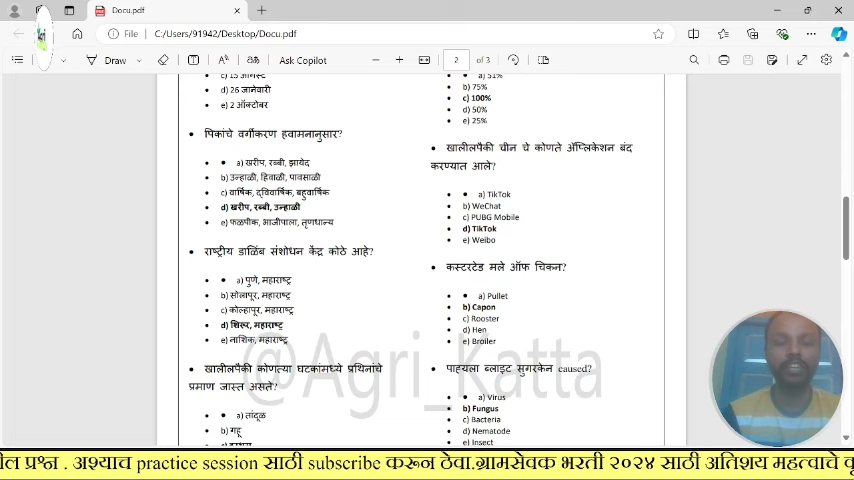 Docu.pdf
File
C:/Users/91942/Desktop/Docu.pdf
Draw
Ask Copilot
2
of 3
c) 15 ऑगस्ट
d) 26 जानेवारी
e) 2 ऑक्टोबर
पिकांचे वर्गीकरण हवामनानुसार?
a) खरीप, रब्बी, झायेद
b) उन्हाळी, हिवाळी, पावसाळी
c) वार्षिक, द्विवार्षिक, बहुवार्षिक
d) खरीप, रब्बी, उन्हाळी
e) फळपीक, भाजीपाला, तृणधान्य
राष्ट्रीय डाळिंब संशोधन केंद्र कोठे आहे?
a) पुणे, महाराष्ट्र
b) सोलापूर, महाराष्ट्र
c) कोल्हापूर, महाराष्ट्र
d) शिरूर, महाराष्ट्र
e) नाशिक, महाराष्ट्र
खालीलपैकी कोणत्या घटकांमध्ये प्रथिनांचे
प्रमाण जास्त असते?
a) तांदूळ
b) गहू
a) 51%
b) 75%
c) 100%
d) 50%
e) 25%
खालीलपैकी चीन चे कोणते ॲप्लिकेशन बंद
करण्यात आले?
a) TikTok
b) WeChat
c) PUBG Mobile
d) TikTok
e) Weibo
कस्टरटेड मले ऑफ चिकन?
a) Pullet
b) Capon
c) Rooster
d) Hen
e) Broiler
पाह्यला ब्लाइट सुगरकेन caused?
a) Virus
b) Fungus
c) Bacteria
d) Nematode
e) Insect
@Agri_Katta
ील प्रश्न . अश्याच practice session साठी subscribe करून ठेवा.ग्रामसेवक भरती २०२४ साठी अतिशय महत्वाचे